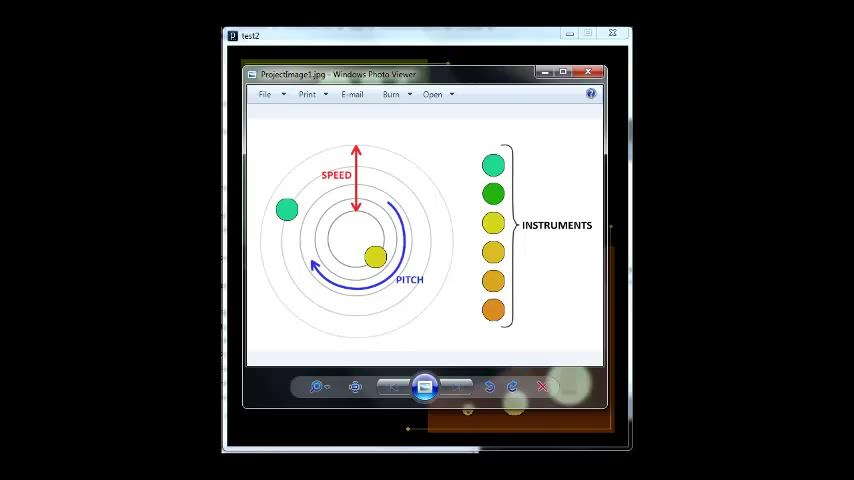 test2
ProjectImage1.jpg - Windows Photo Viewer
File Print E-mail Burn Open
SPEED
INSTRUMENTS
PITCH